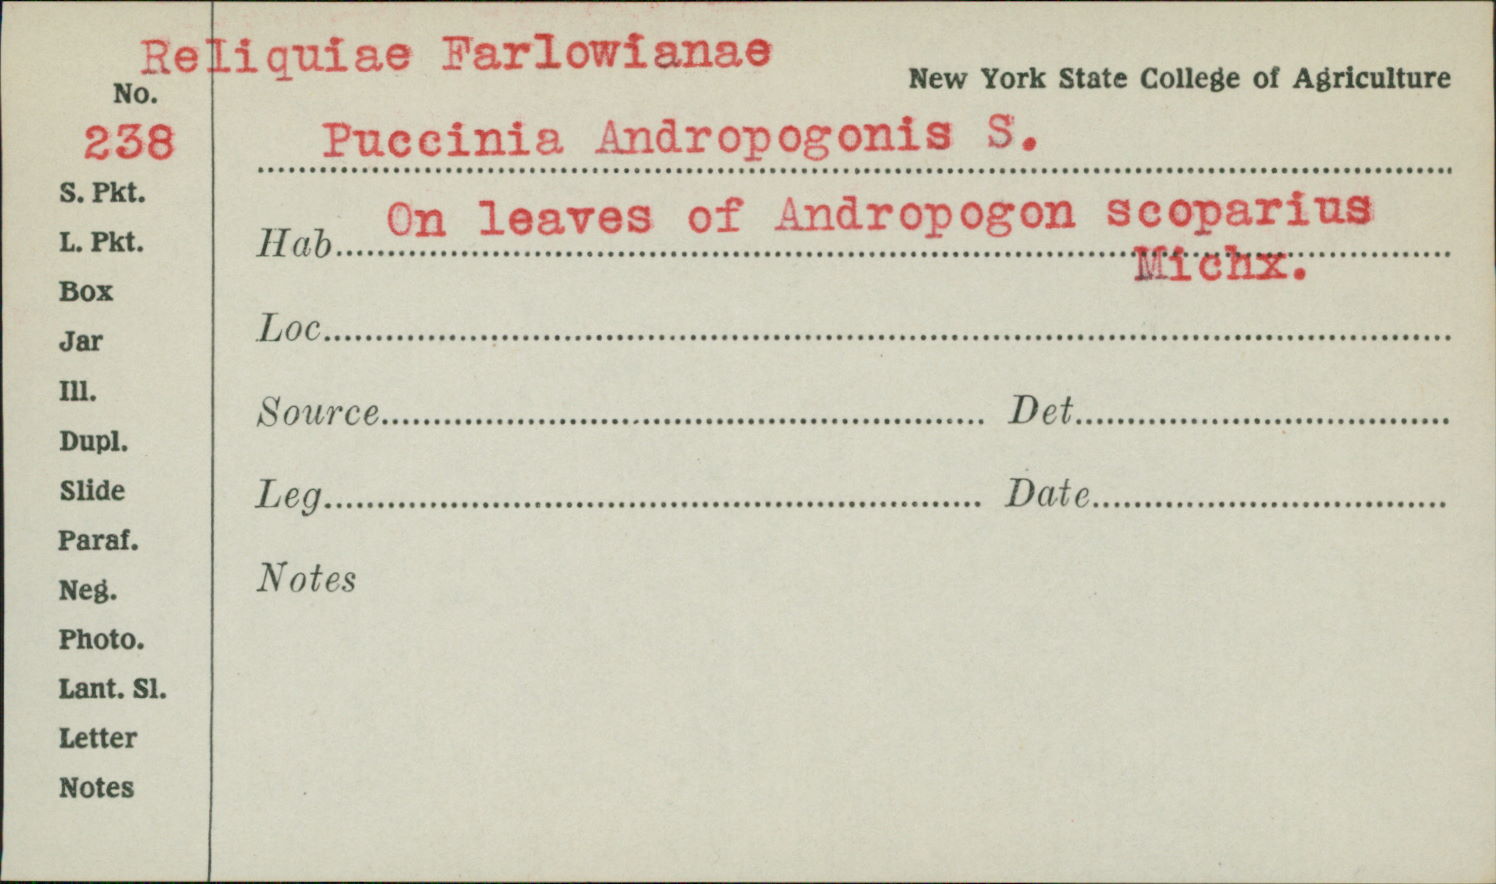 Reliquiae Farlowianae
New York State College of Agriculture
No.
238
Puccinia Andropogonis S.
S. Pkt.
Hab. On leaves of Andropogon scoparius
Michx.
L. Pkt.
Box
Loc.
Jar
Ill.
Source Det.
Dupl.
Slide
Leg. Date
Paraf.
Notes
Neg.
Photo.
Lant. Sl.
Letter
Notes